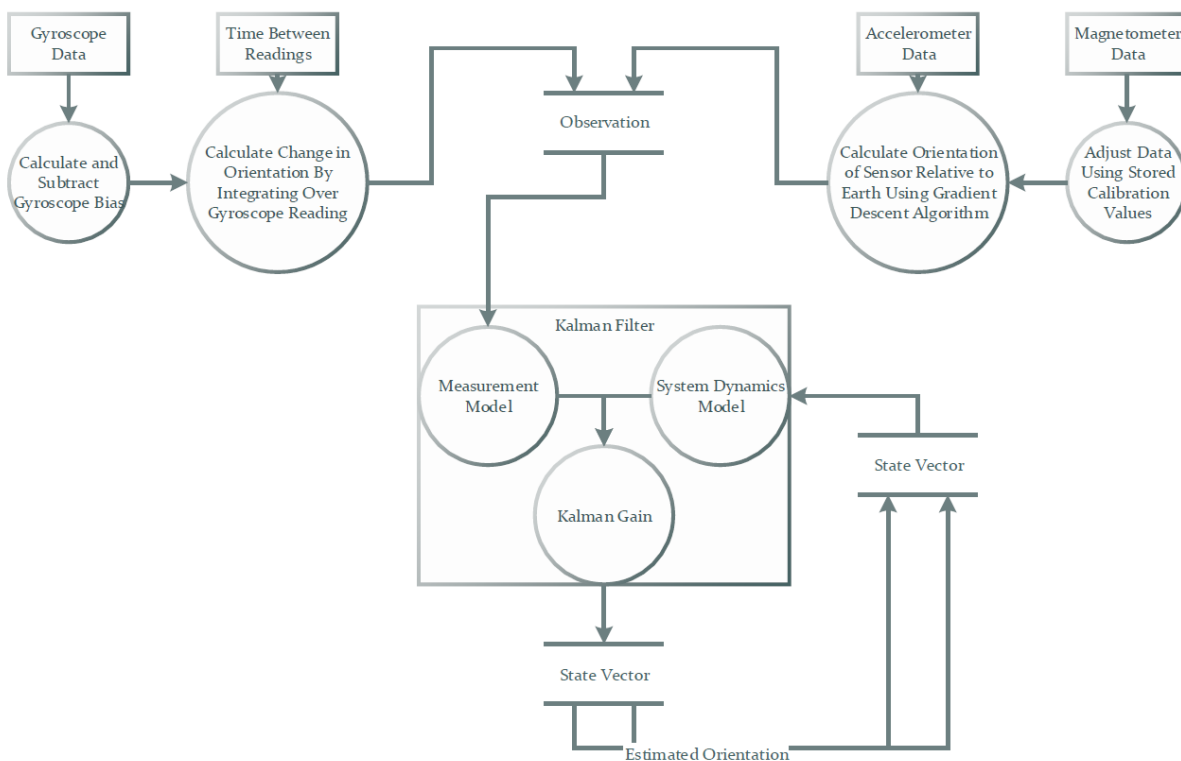 Gyroscope
Data
Time Between
Readings
Accelerometer
Data
Magnetometer
Data
Observation
Calculate and
Subtract
Gyroscope Bias
Calculate Change in
Orientation By
Integrating Over
Gyroscope Reading
Calculate Orientation
of Sensor Relative to
Earth Using Gradient
Descent Algorithm
Adjust Data
Using Stored
Calibration
Values
Kalman Filter
Measurement
Model
System Dynamics
Model
Kalman Gain
State Vector
State Vector
Estimated Orientation